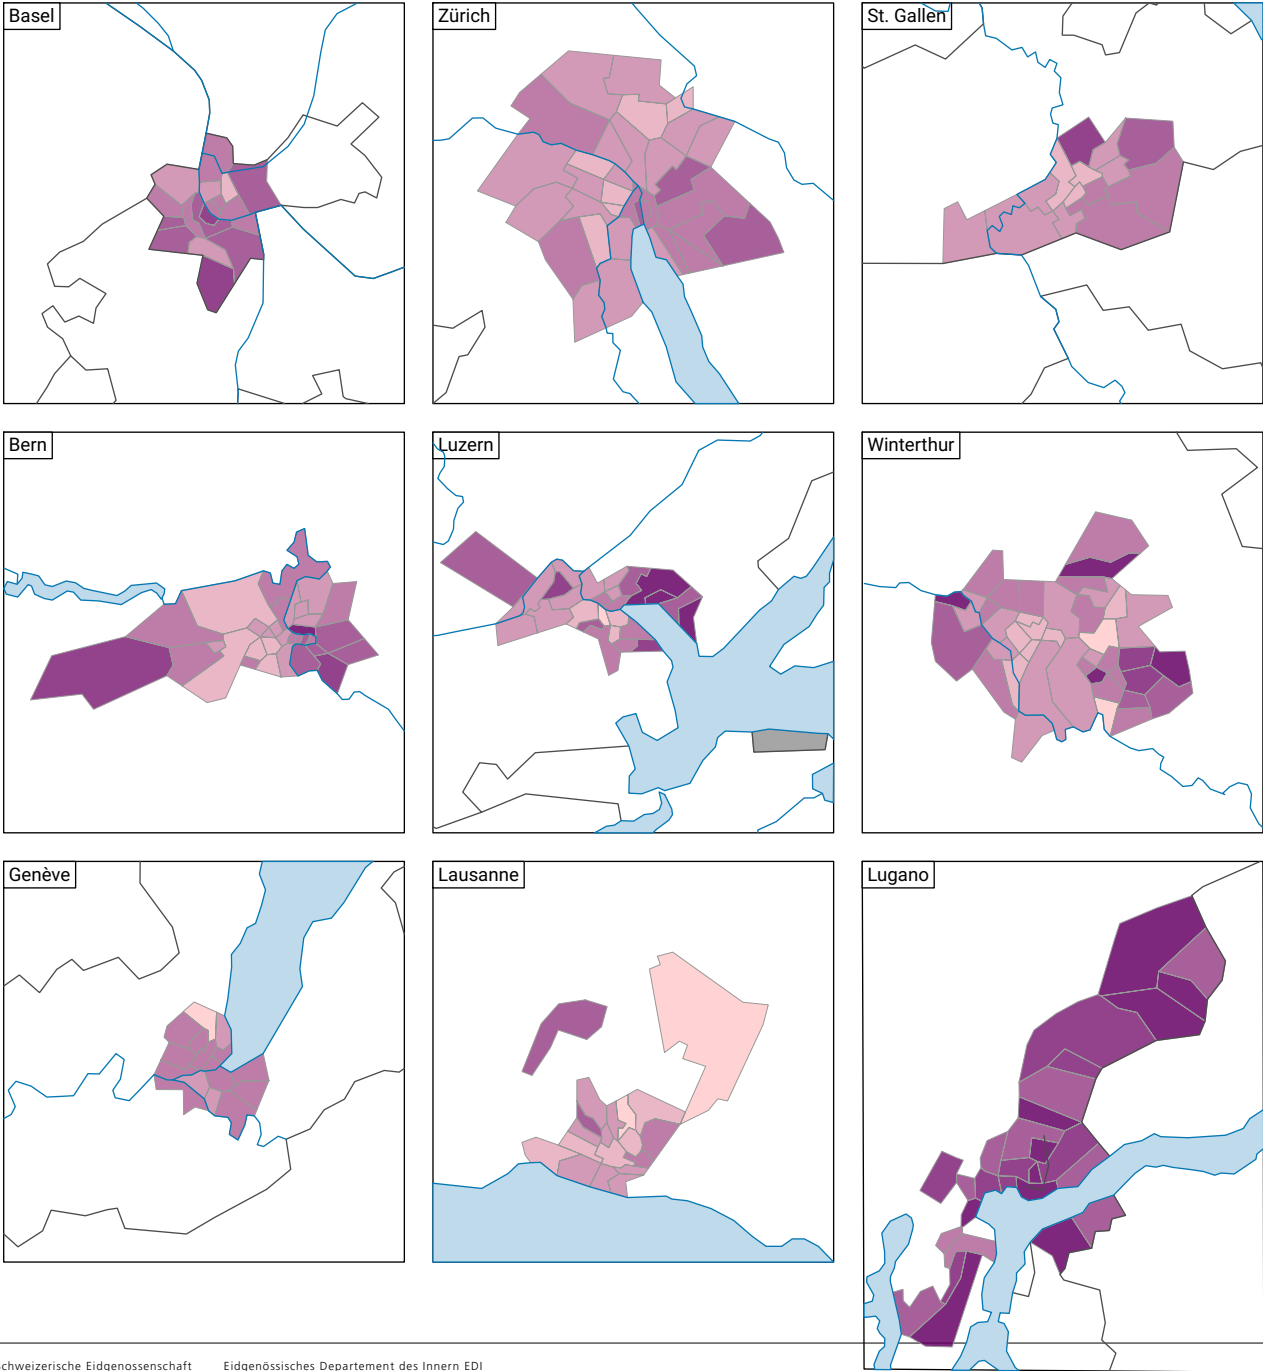 Basel
Zürich
St. Gallen
Bern
Luzern
Winterthur
Genève
Lausanne
Lugano
chweizerische Eidgenossenschaft
Eidgenössisches Departement des Innern EDI